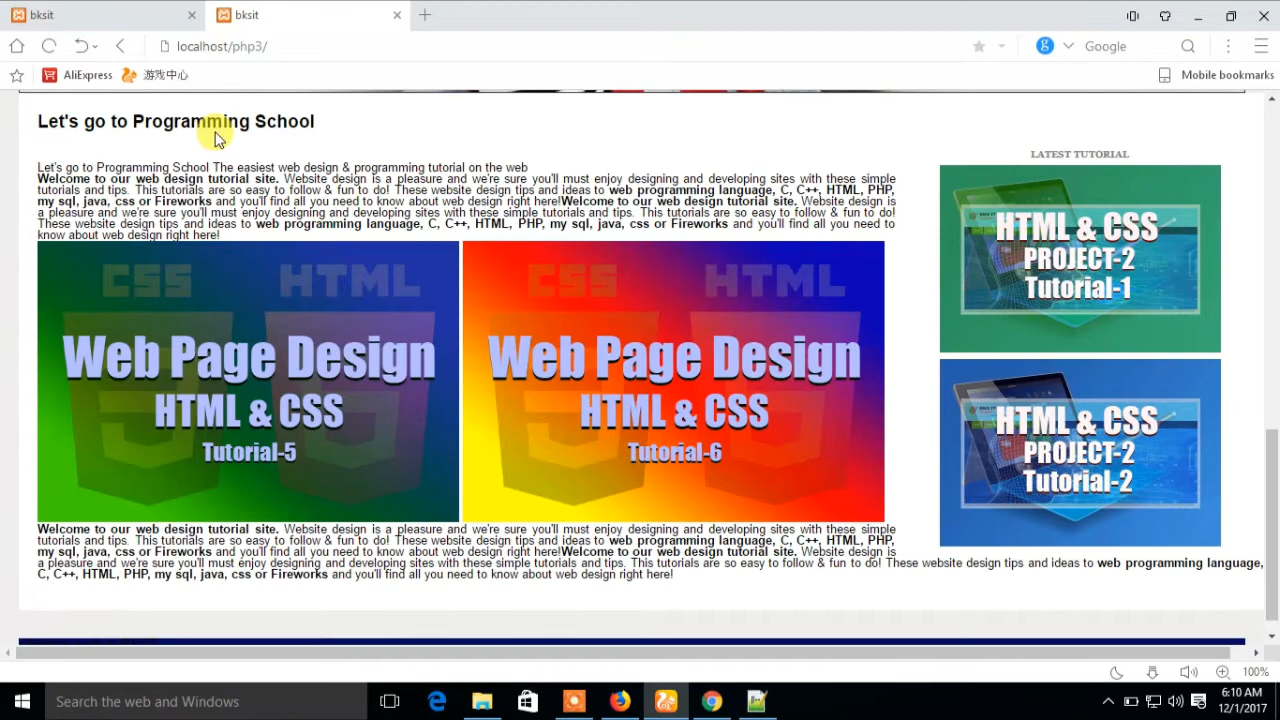 bksit
bksit
localhost/php3/
Google
AliExpress
游戏中心
Mobile bookmarks
Let's go to Programming School
Let's go to Programming School The easiest web design & programming tutorial on the web
Welcome to our web design tutorial site. Website design is a pleasure and we're sure you'll must enjoy designing and developing sites with these simple
tutorials and tips. This tutorials are so easy to follow & fun to do! These website design tips and ideas to web programming language, C, C++, HTML, PHP,
my sql, java, css or Fireworks and you'll find all you need to know about web design right here!Welcome to our web design tutorial site. Website design is
a pleasure and we're sure you'll must enjoy designing and developing sites with these simple tutorials and tips. This tutorials are so easy to follow & fun to do!
These website design tips and ideas to web programming language, C, C++, HTML, PHP, my sql, java, css or Fireworks and you'll find all you need to
know about web design right here!
CSS HTML
Web Page Design
HTML & CSS
Tutorial-5
CSS HTML
Web Page Design
HTML & CSS
Tutorial-6
Welcome to our web design tutorial site. Website design is a pleasure and we're sure you'll must enjoy designing and developing sites with these simple
tutorials and tips. This tutorials are so easy to follow & fun to do! These website design tips and ideas to web programming language, C, C++, HTML, PHP,
my sql, java, css or Fireworks and you'll find all you need to know about web design right here!Welcome to our web design tutorial site. Website design is
a pleasure and we're sure you'll must enjoy designing and developing sites with these simple tutorials and tips. This tutorials are so easy to follow & fun to do! These website design tips and ideas to web programming language,
C, C++, HTML, PHP, my sql, java, css or Fireworks and you'll find all you need to know about web design right here!
LATEST TUTORIAL
HTML & CSS
PROJECT-2
Tutorial-1
HTML & CSS
PROJECT-2
Tutorial-2
100%
Search the web and Windows
6:10 AM
12/1/2017